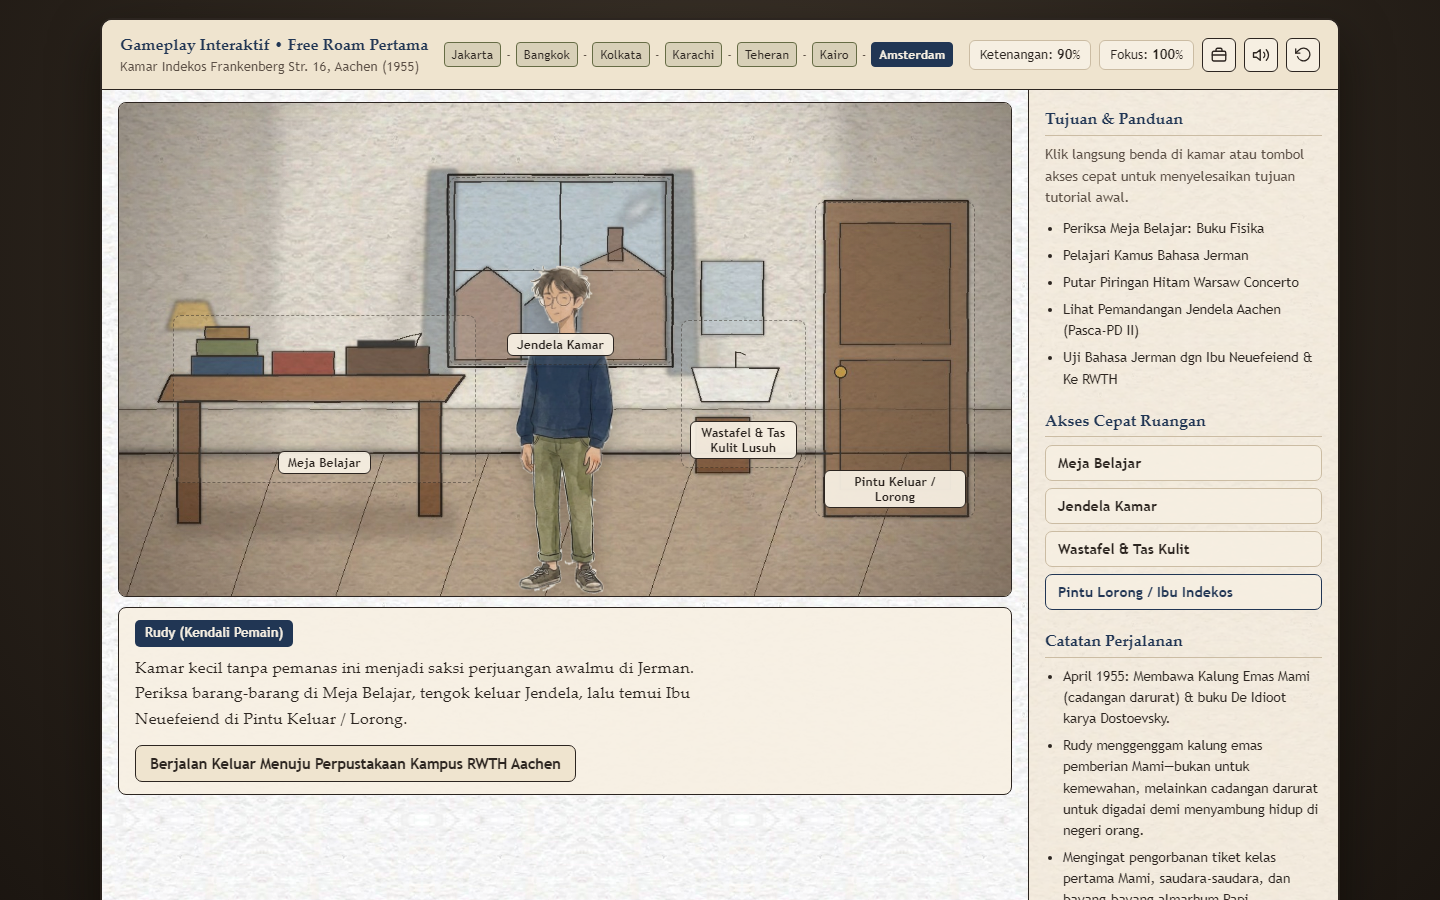 Gameplay Interaktif • Free Roam Pertama
Kamar Indekos Frankenberg Str. 16, Aachen (1955)
Jakarta - Bangkok - Kolkata - Karachi - Teheran - Kairo - Amsterdam
Ketenangan: 90%
Fokus: 100%
Jendela Kamar
Meja Belajar
Wastafel & Tas
Kulit Lusuh
Pintu Keluar /
Lorong
Rudy (Kendali Pemain)
Kamar kecil tanpa pemanas ini menjadi saksi perjuangan awalmu di Jerman.
Periksa barang-barang di Meja Belajar, tengok keluar Jendela, lalu temui Ibu
Neuefeiend di Pintu Keluar / Lorong.
Berjalan Keluar Menuju Perpustakaan Kampus RWTH Aachen
Tujuan & Panduan
Klik langsung benda di kamar atau tombol
akses cepat untuk menyelesaikan tujuan
tutorial awal.
• Periksa Meja Belajar: Buku Fisika
• Pelajari Kamus Bahasa Jerman
• Putar Piringan Hitam Warsaw Concerto
• Lihat Pemandangan Jendela Aachen
(Pasca-PD II)
• Uji Bahasa Jerman dgn Ibu Neuefeiend &
Ke RWTH
Akses Cepat Ruangan
Meja Belajar
Jendela Kamar
Wastafel & Tas Kulit
Pintu Lorong / Ibu Indekos
Catatan Perjalanan
• April 1955: Membawa Kalung Emas Mami
(cadangan darurat) & buku De Idioot
karya Dostoevsky.
• Rudy menggenggam kalung emas
pemberian Mami—bukan untuk
kemewahan, melainkan cadangan darurat
untuk digadai demi menyambung hidup di
negeri orang.
• Mengingat pengorbanan tiket kelas
pertama Mami, saudara-saudara, dan
bayang-bayang almarhum Papi